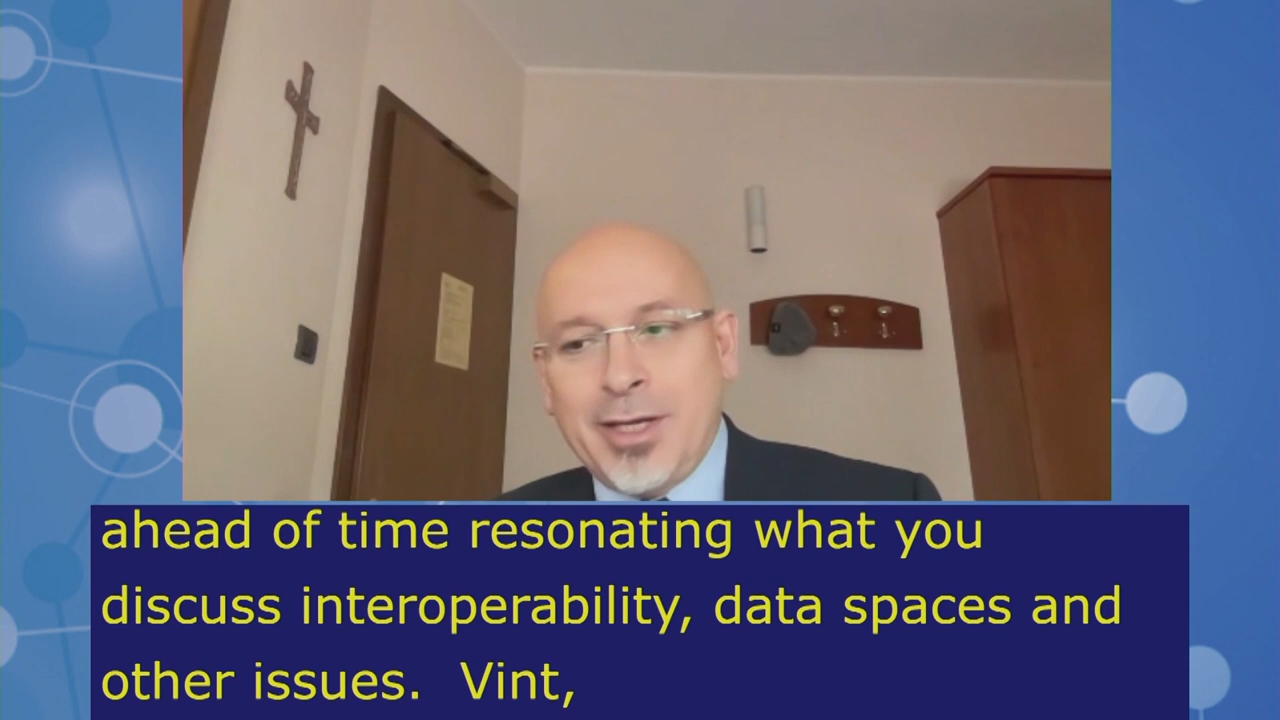 ahead of time resonating what you
discuss interoperability, data spaces and
other issues.  Vint,